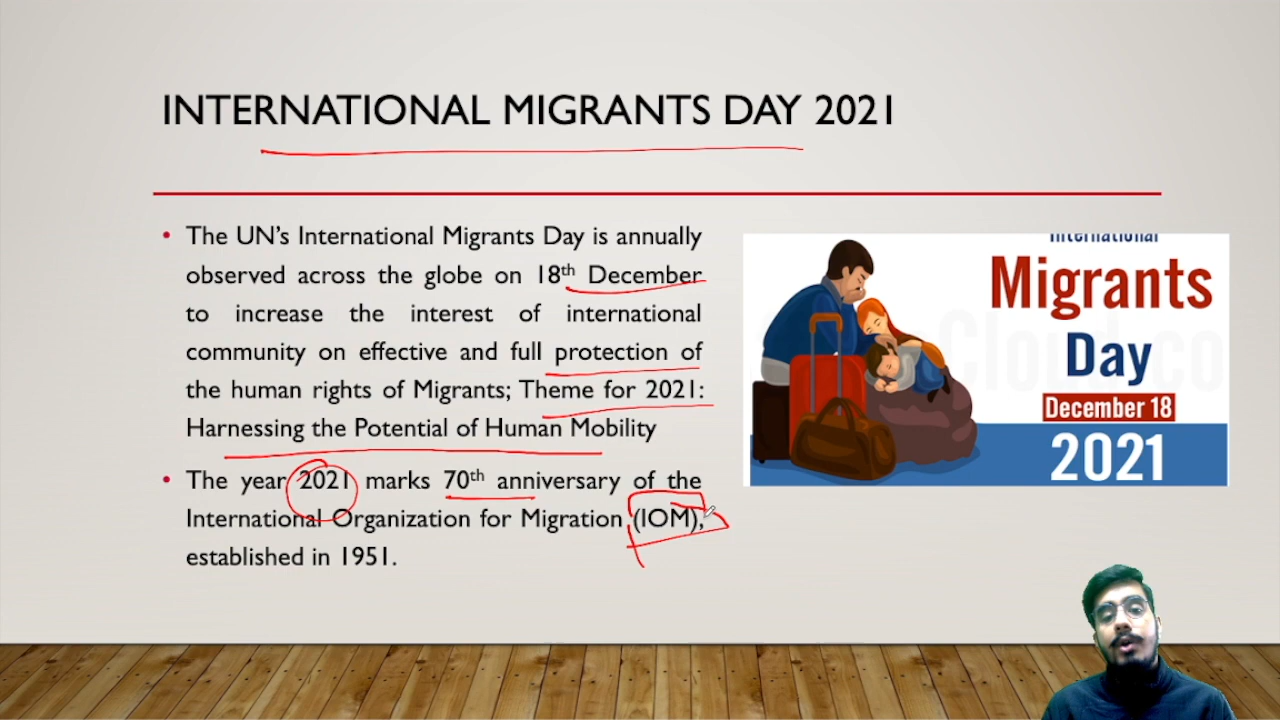 INTERNATIONAL MIGRANTS DAY 2021
• The UN's International Migrants Day is annually
observed across the globe on 18th December
to increase the interest of international
community on effective and full protection of
the human rights of Migrants; Theme for 2021:
Harnessing the Potential of Human Mobility
• The year 2021 marks 70th anniversary of the
International Organization for Migration (IOM),
established in 1951.
International
Migrants
Day
December 18
2021